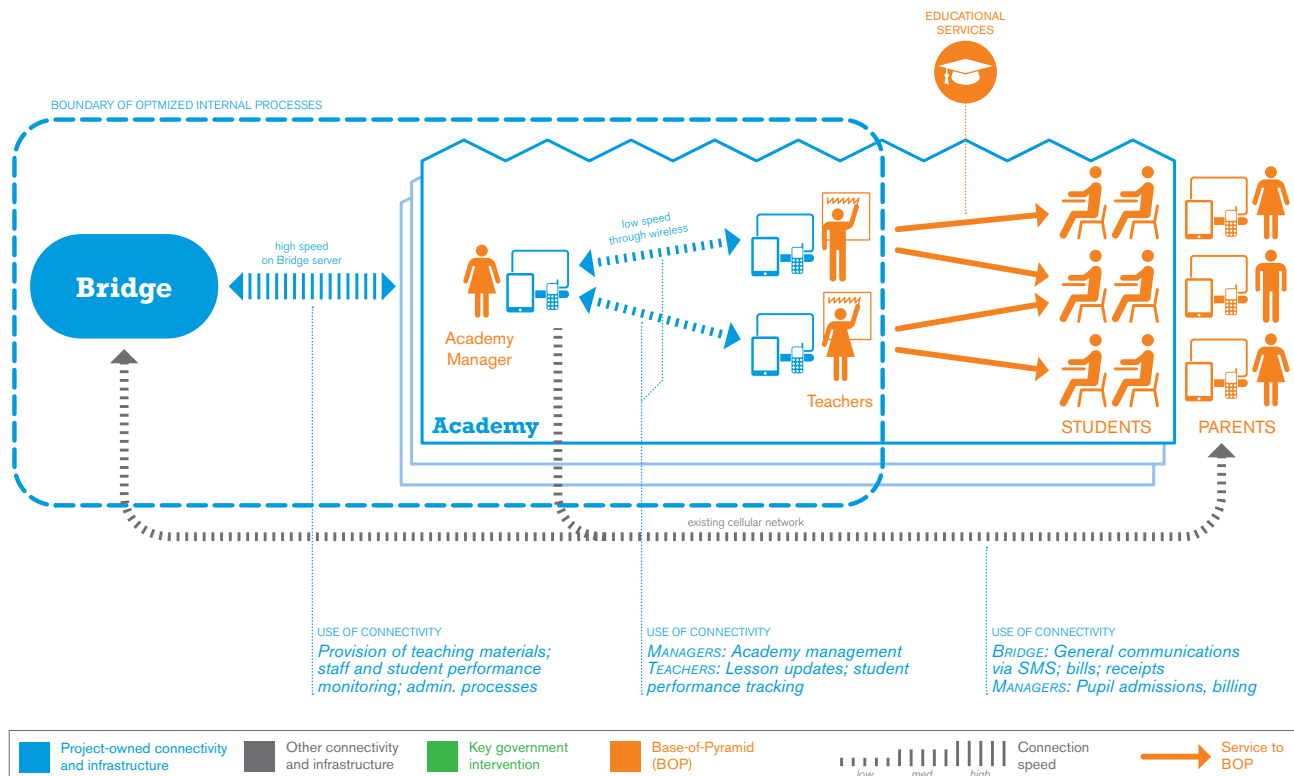 EDUCATIONAL
SERVICES
BOUNDARY OF OPTMIZED INTERNAL PROCESSES
low speed
through wireless
high speed
on Bridge server
Bridge
Academy
Manager
Teachers
Academy
STUDENTS
PARENTS
existing cellular network
USE OF CONNECTIVITY
Provision of teaching materials;
staff and student performance
monitoring; admin. processes
USE OF CONNECTIVITY
MANAGERS: Academy management
TEACHERS: Lesson updates; student
performance tracking
USE OF CONNECTIVITY
BRIDGE: General communications
via SMS; bills; receipts
MANAGERS: Pupil admissions, billing
Project-owned connectivity
and infrastructure
Other connectivity
and infrastructure
Key government
intervention
Base-of-Pyramid
(BOP)
low med high
Connection
speed
Service to
BOP